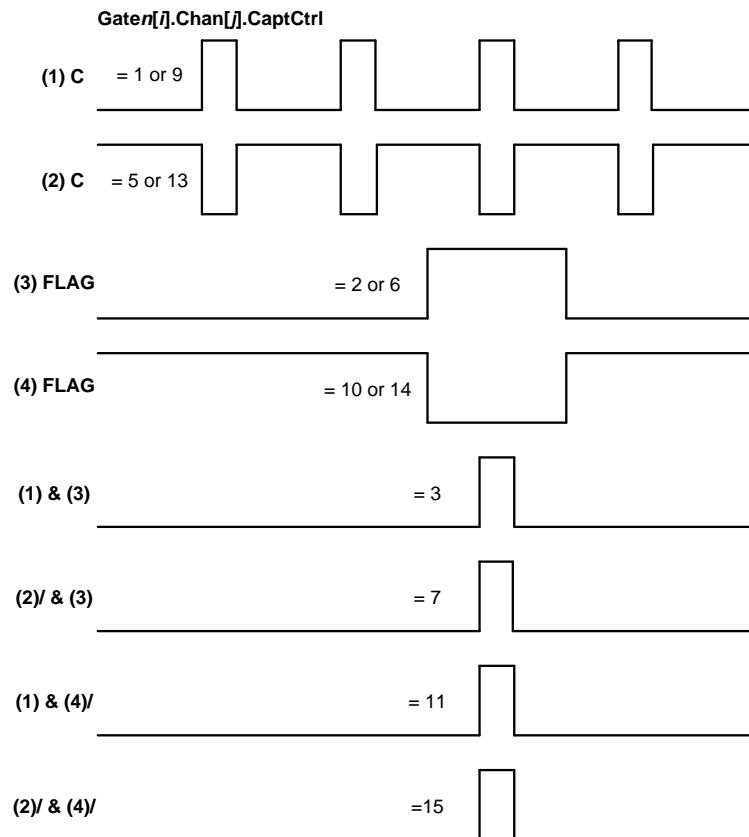 Gaten[i].Chan[j].CaptCtrl
(1) C = 1 or 9
(2) C = 5 or 13
(3) FLAG = 2 or 6
(4) FLAG = 10 or 14
(1) & (3) = 3
(2)/ & (3) = 7
(1) & (4)/ = 11
(2)/ & (4)/ =15